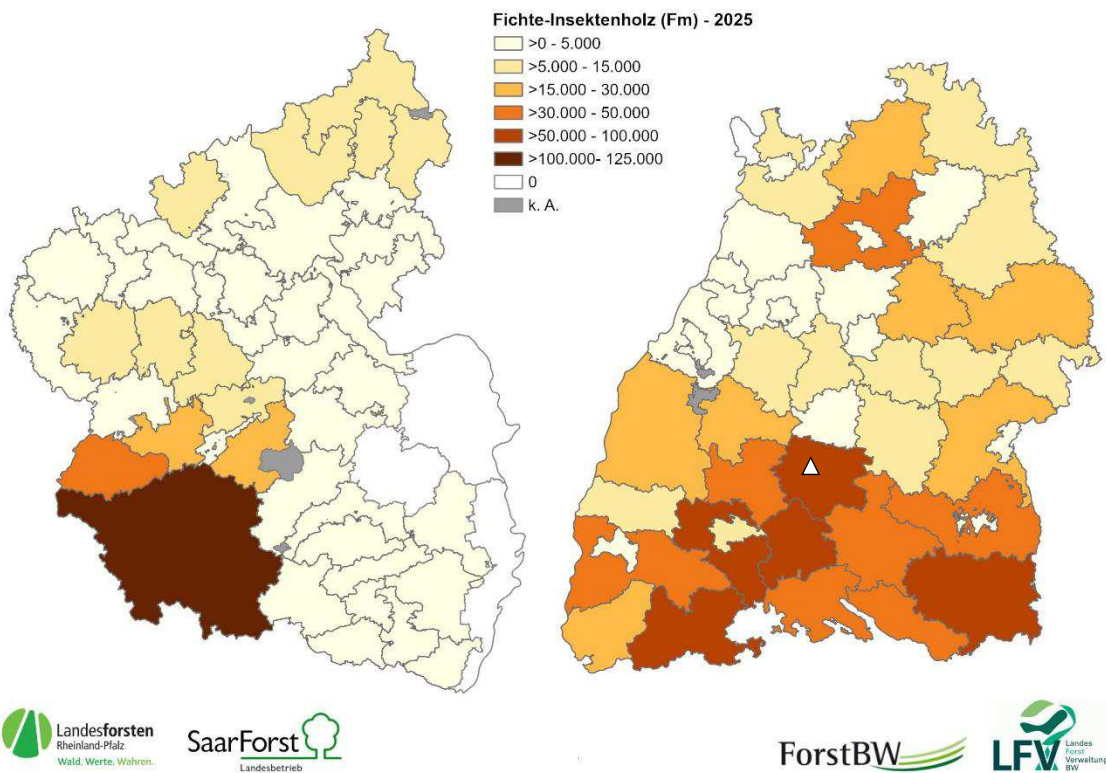 Fichte-Insektenholz (Fm) - 2025
>0 - 5.000
>5.000 - 15.000
>15.000 - 30.000
>30.000 - 50.000
>50.000 - 100.000
>100.000- 125.000
0
k. A.
Landesforsten
Rheinland-Pfalz
Wald. Werte. Wahren.
SaarForst
Landesbetrieb
ForstBW
LFV
Landes
Forst
Verwaltung
BW